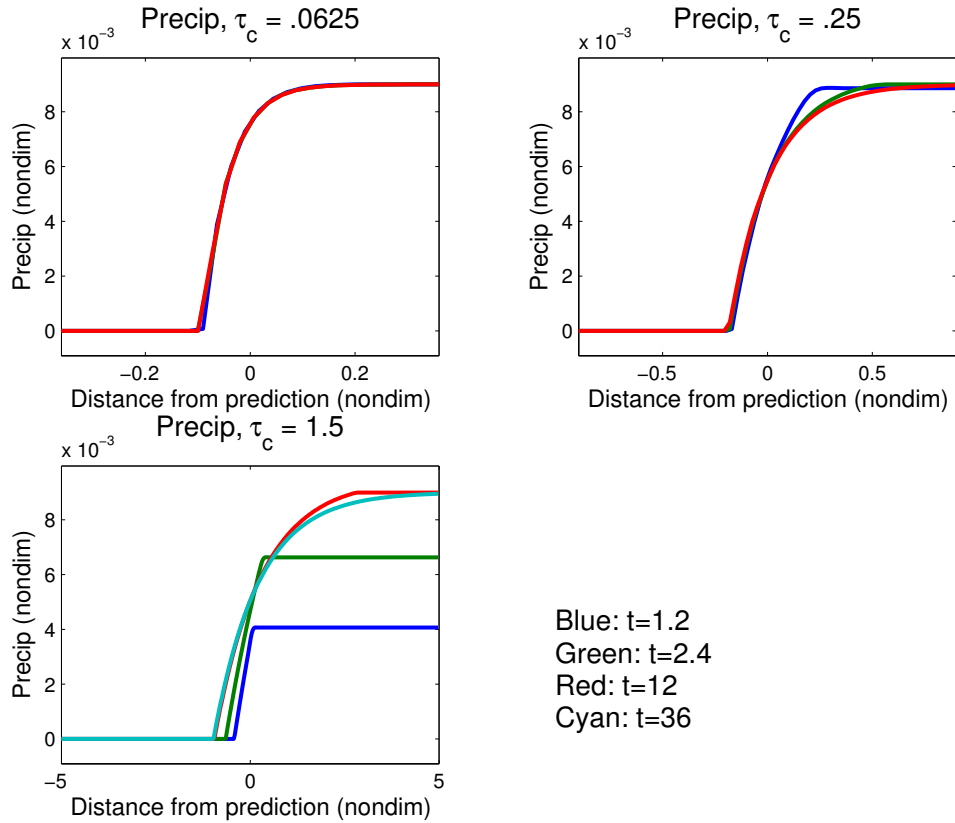 Precip, τ_c = .0625
x 10^−3
8
6
4
2
0
Precip (nondim)
−0.2 0 0.2
Distance from prediction (nondim)
Precip, τ_c = .25
x 10^−3
8
6
4
2
0
Precip (nondim)
−0.5 0 0.5
Distance from prediction (nondim)
Precip, τ_c = 1.5
x 10^−3
8
6
4
2
0
Precip (nondim)
−5 0 5
Distance from prediction (nondim)
Blue: t=1.2
Green: t=2.4
Red: t=12
Cyan: t=36